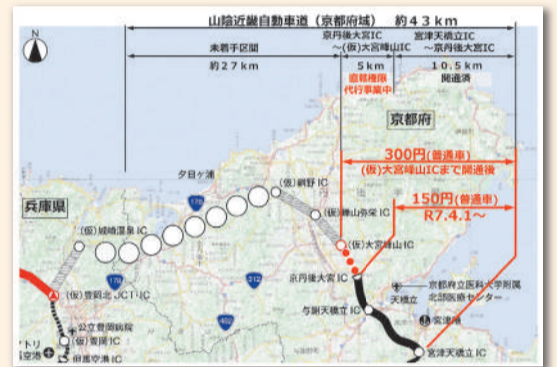 山陰近畿自動車道（京都府域） 約43km
未着手区間
約27km
京丹後大宮IC
～(仮)大宮峰山IC
5km
直轄権限
代行事業中
宮津天橋立IC
～京丹後大宮IC
10.5km
開通済
N
京都府
300円(普通車)
(仮)大宮峰山ICまで開通後
150円(普通車)
R7.4.1～
兵庫県
夕日ヶ浦
(仮)網野IC
178
(仮)峰山弥栄IC
(仮)城崎温泉IC
(仮)大宮峰山IC
178
312
京丹後大宮IC
(仮)豊岡北JCT・IC
天橋立
京都府立医科大学附属
北部医療センター
与謝天橋立IC
宮津港
482
公立豊岡病院
(仮)豊岡IC
宮津天橋立IC
但馬空港IC